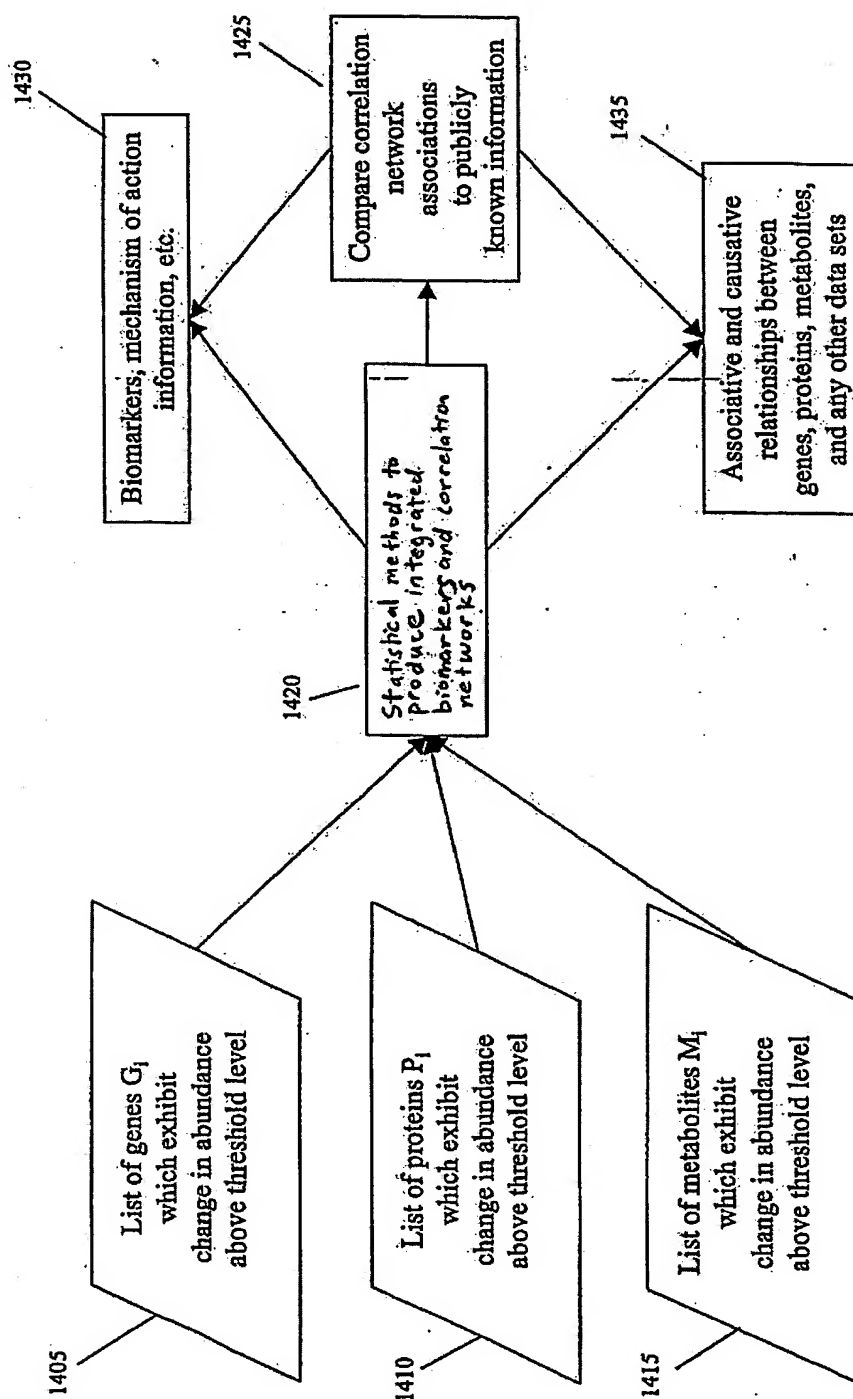 1405
List of genes Gi
which exhibit
change in abundance
above threshold level
1410
List of proteins Pi
which exhibit
change in abundance
above threshold level
1415
List of metabolites Mi
which exhibit
change in abundance
above threshold level
1420
Statistical methods to
produce integrated
biomarkers and correlation
networks
1430
Biomarkers, mechanism of action
information, etc.
1425
Compare correlation
network
associations
to publicly
known information
1435
Associative and causative
relationships between
genes, proteins, metabolites,
and any other data sets